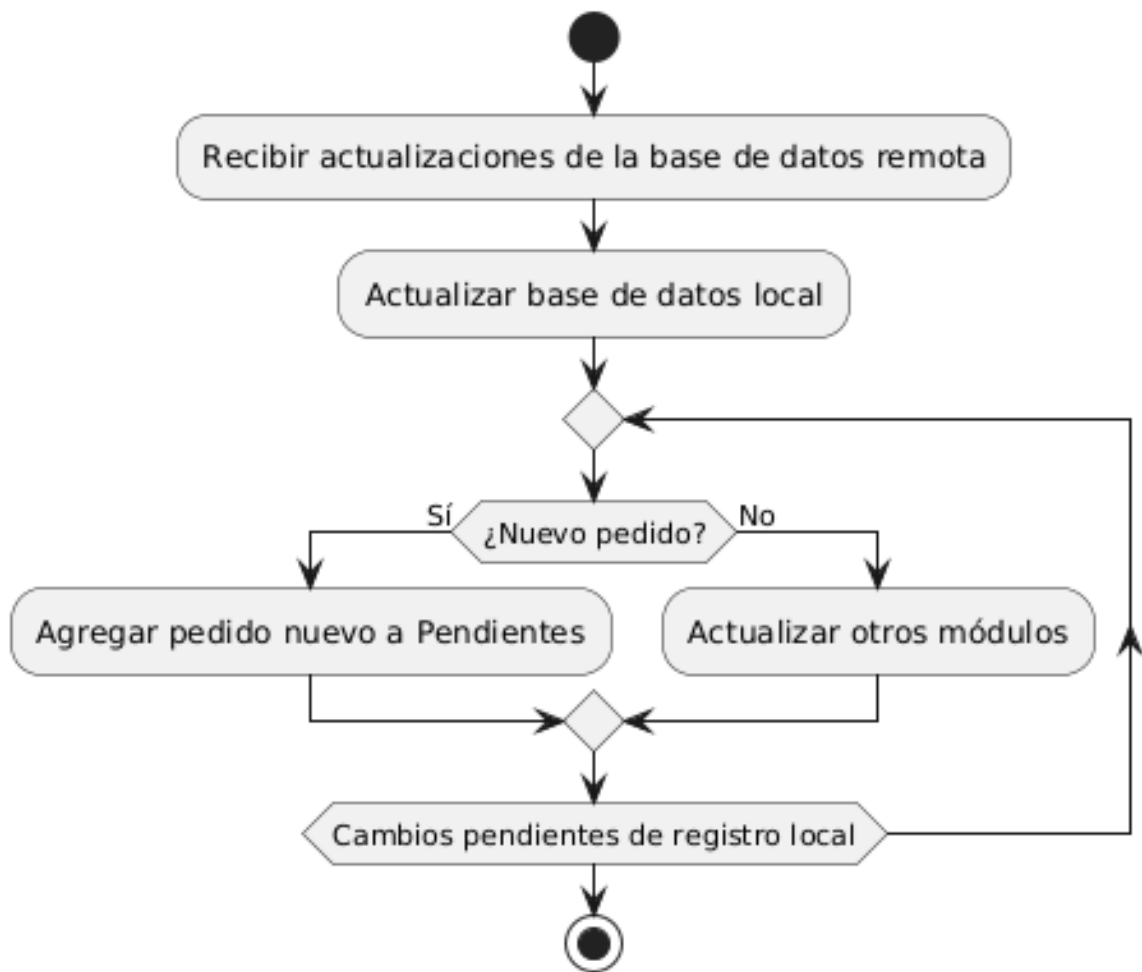 Recibir actualizaciones de la base de datos remota
Actualizar base de datos local
Sí
¿Nuevo pedido?
No
Agregar pedido nuevo a Pendientes
Actualizar otros módulos
Cambios pendientes de registro local